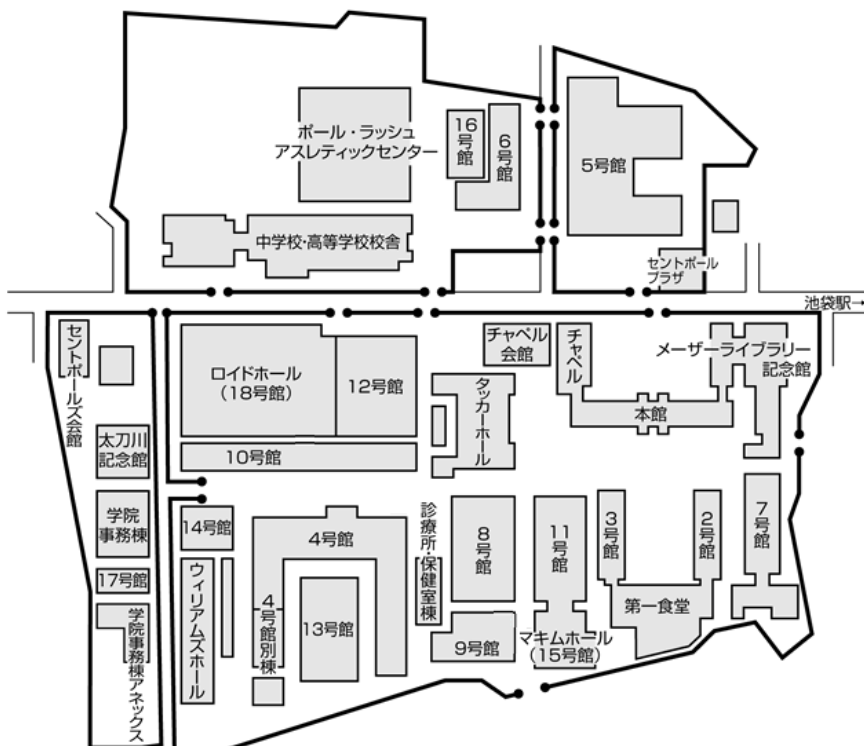 ポール・ラッシュ
アスレティックセンター
16号館
6号館
5号館
中学校・高等学校校舎
セントポール
プラザ
池袋駅→
セントポールズ会館
ロイドホール
(18号館)
12号館
チャペル
会館
チャペル
メーザーライブラリー
記念館
本館
タッカーホール
太刀川
記念館
10号館
学院
事務棟
14号館
4号館
診療所・保健室棟
8号館
11号館
3号館
2号館
7号館
17号館
ウィリアムズホール
4号館別棟
13号館
第一食堂
学院事務棟アネックス
9号館
マキムホール
(15号館)